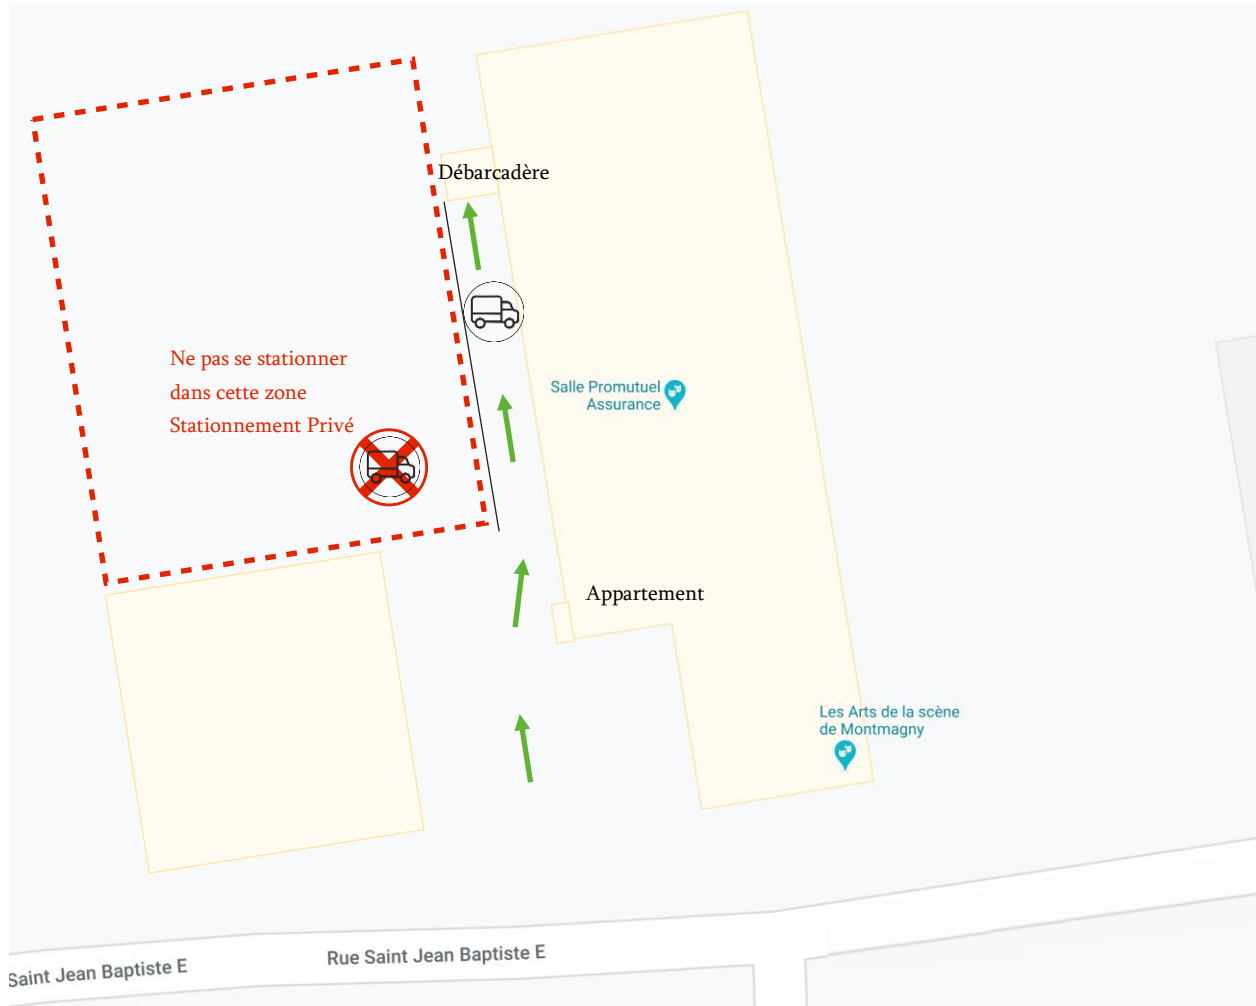 Débarcadère
Ne pas se stationner
dans cette zone
Stationnement Privé
Salle Promutuel
Assurance
Appartement
Les Arts de la scène
de Montmagny
Saint Jean Baptiste E
Rue Saint Jean Baptiste E